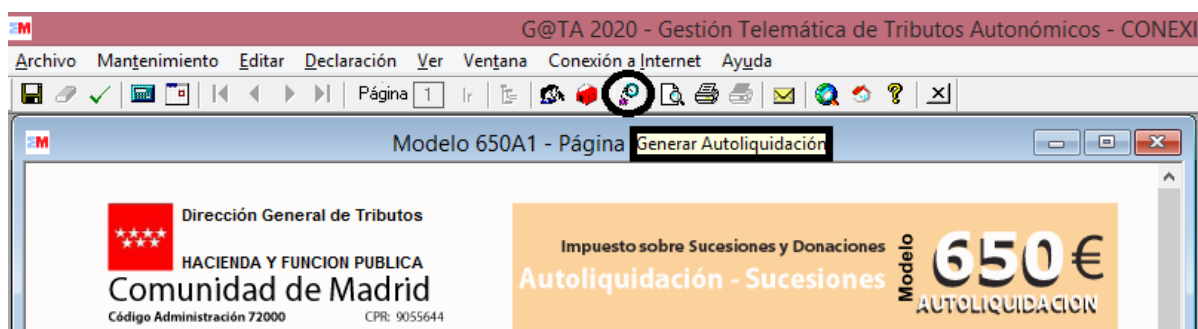 G@TA 2020 - Gestión Telemática de Tributos Autonómicos - CONEXI
Archivo Mantenimiento Editar Declaración Ver Ventana Conexión a Internet Ayuda
Página 1 Ir
Modelo 650A1 - Página Generar Autoliquidación
Dirección General de Tributos
HACIENDA Y FUNCION PUBLICA
Comunidad de Madrid
Código Administración 72000 CPR: 9055644
Impuesto sobre Sucesiones y Donaciones
Autoliquidación - Sucesiones
Modelo
650€
AUTOLIQUIDACION